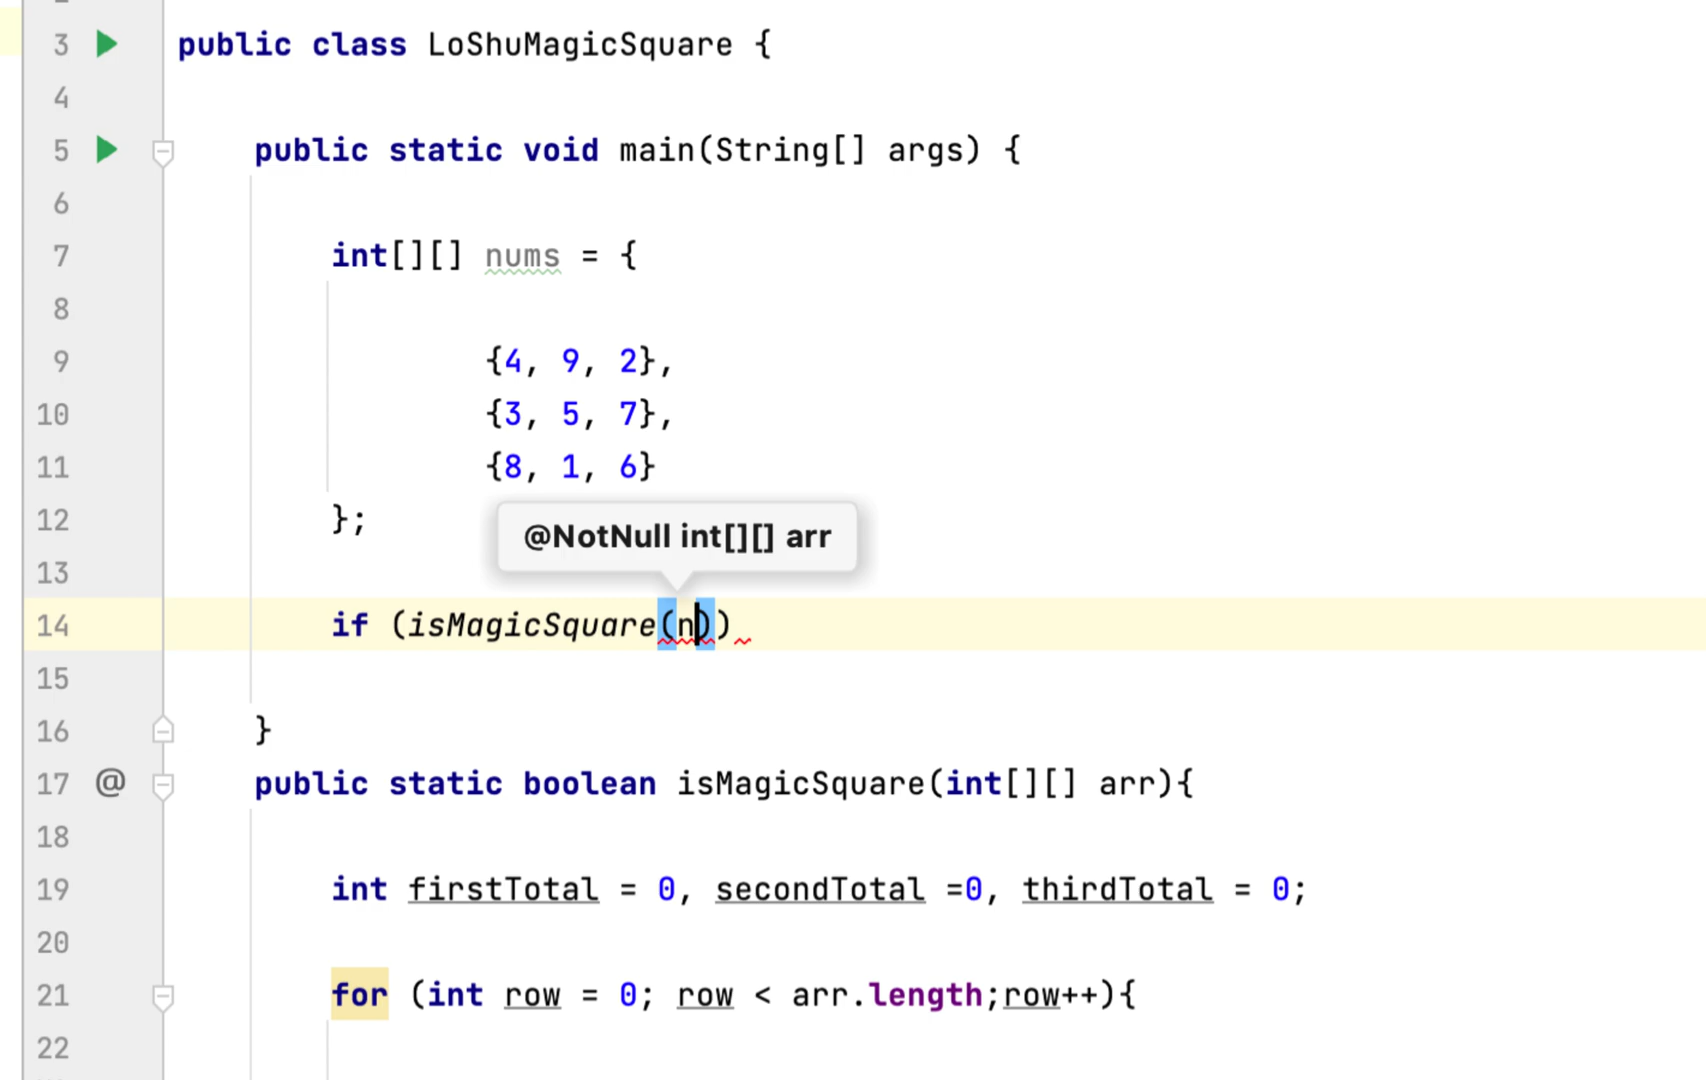 3 public class LoShuMagicSquare {
4
5 public static void main(String[] args) {
6
7 int[][] nums = {
8
9 {4, 9, 2},
10 {3, 5, 7},
11 {8, 1, 6}
12 };
@NotNull int[][] arr
13
14 if (isMagicSquare(n))
15
16 }
17 @ public static boolean isMagicSquare(int[][] arr){
18
19 int firstTotal = 0, secondTotal =0, thirdTotal = 0;
20
21 for (int row = 0; row < arr.length;row++){
22